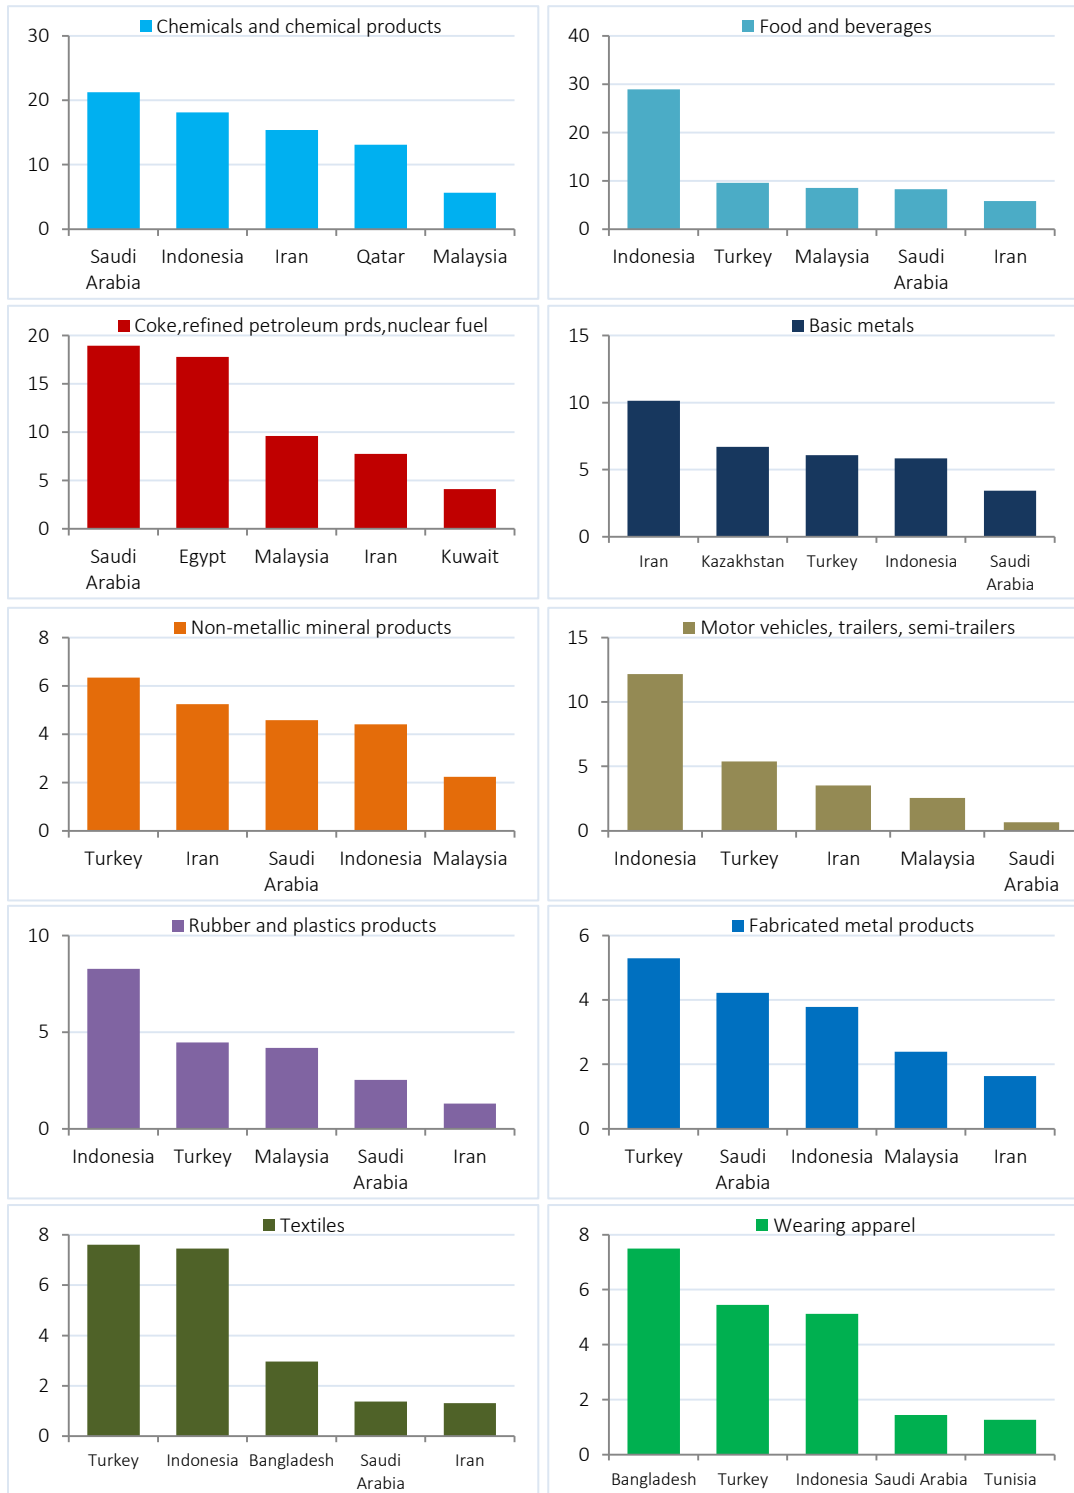 Chemicals and chemical products
30
20
10
0
Saudi Arabia
Indonesia
Iran
Qatar
Malaysia
Food and beverages
40
30
20
10
0
Indonesia
Turkey
Malaysia
Saudi Arabia
Iran
Coke,refined petroleum prds,nuclear fuel
20
15
10
5
0
Saudi Arabia
Egypt
Malaysia
Iran
Kuwait
Basic metals
15
10
5
0
Iran
Kazakhstan
Turkey
Indonesia
Saudi Arabia
Non-metallic mineral products
8
6
4
2
0
Turkey
Iran
Saudi Arabia
Indonesia
Malaysia
Motor vehicles, trailers, semi-trailers
15
10
5
0
Indonesia
Turkey
Iran
Malaysia
Saudi Arabia
Rubber and plastics products
10
5
0
Indonesia
Turkey
Malaysia
Saudi Arabia
Iran
Fabricated metal products
6
4
2
0
Turkey
Saudi Arabia
Indonesia
Malaysia
Iran
Textiles
8
6
4
2
0
Turkey
Indonesia
Bangladesh
Saudi Arabia
Iran
Wearing apparel
8
6
4
2
0
Bangladesh
Turkey
Indonesia
Saudi Arabia
Tunisia